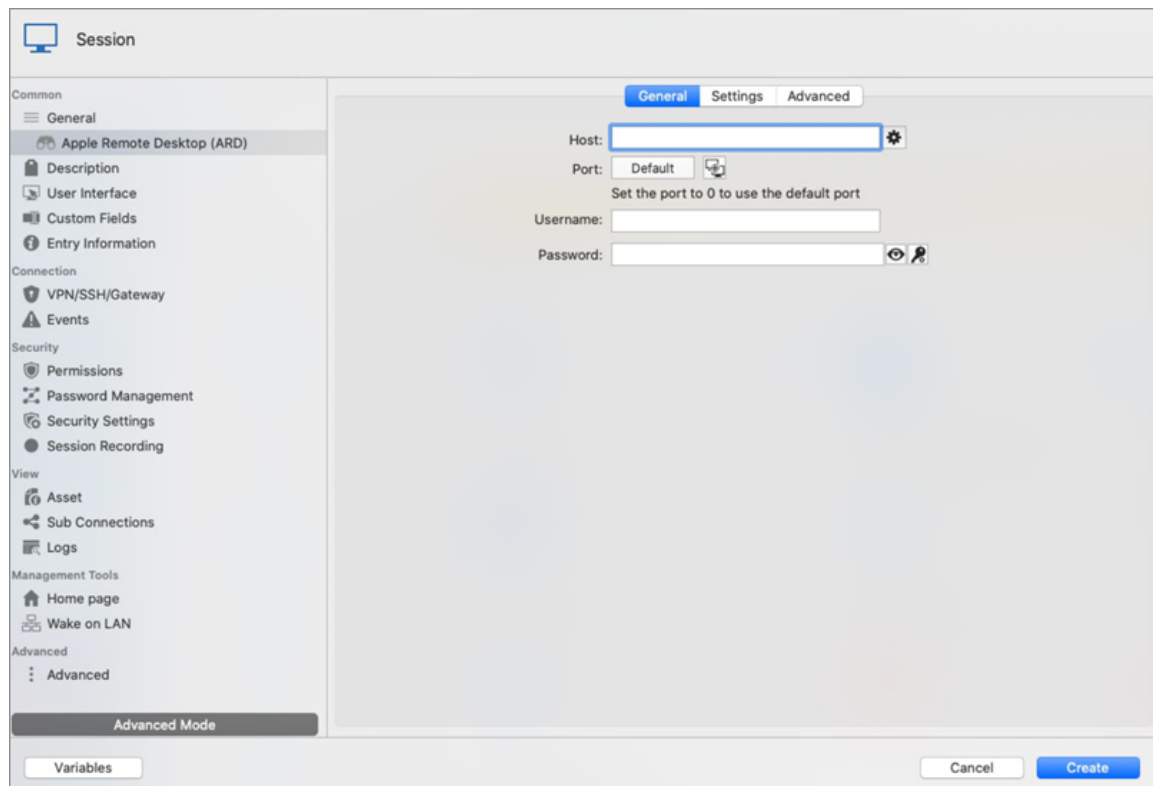 Session
Common
General
Apple Remote Desktop (ARD)
Description
User Interface
Custom Fields
Entry Information
Connection
VPN/SSH/Gateway
Events
Security
Permissions
Password Management
Security Settings
Session Recording
View
Asset
Sub Connections
Logs
Management Tools
Home page
Wake on LAN
Advanced
Advanced
Advanced Mode
General Settings Advanced
Host:
Port: Default
Set the port to 0 to use the default port
Username:
Password:
Variables Cancel Create